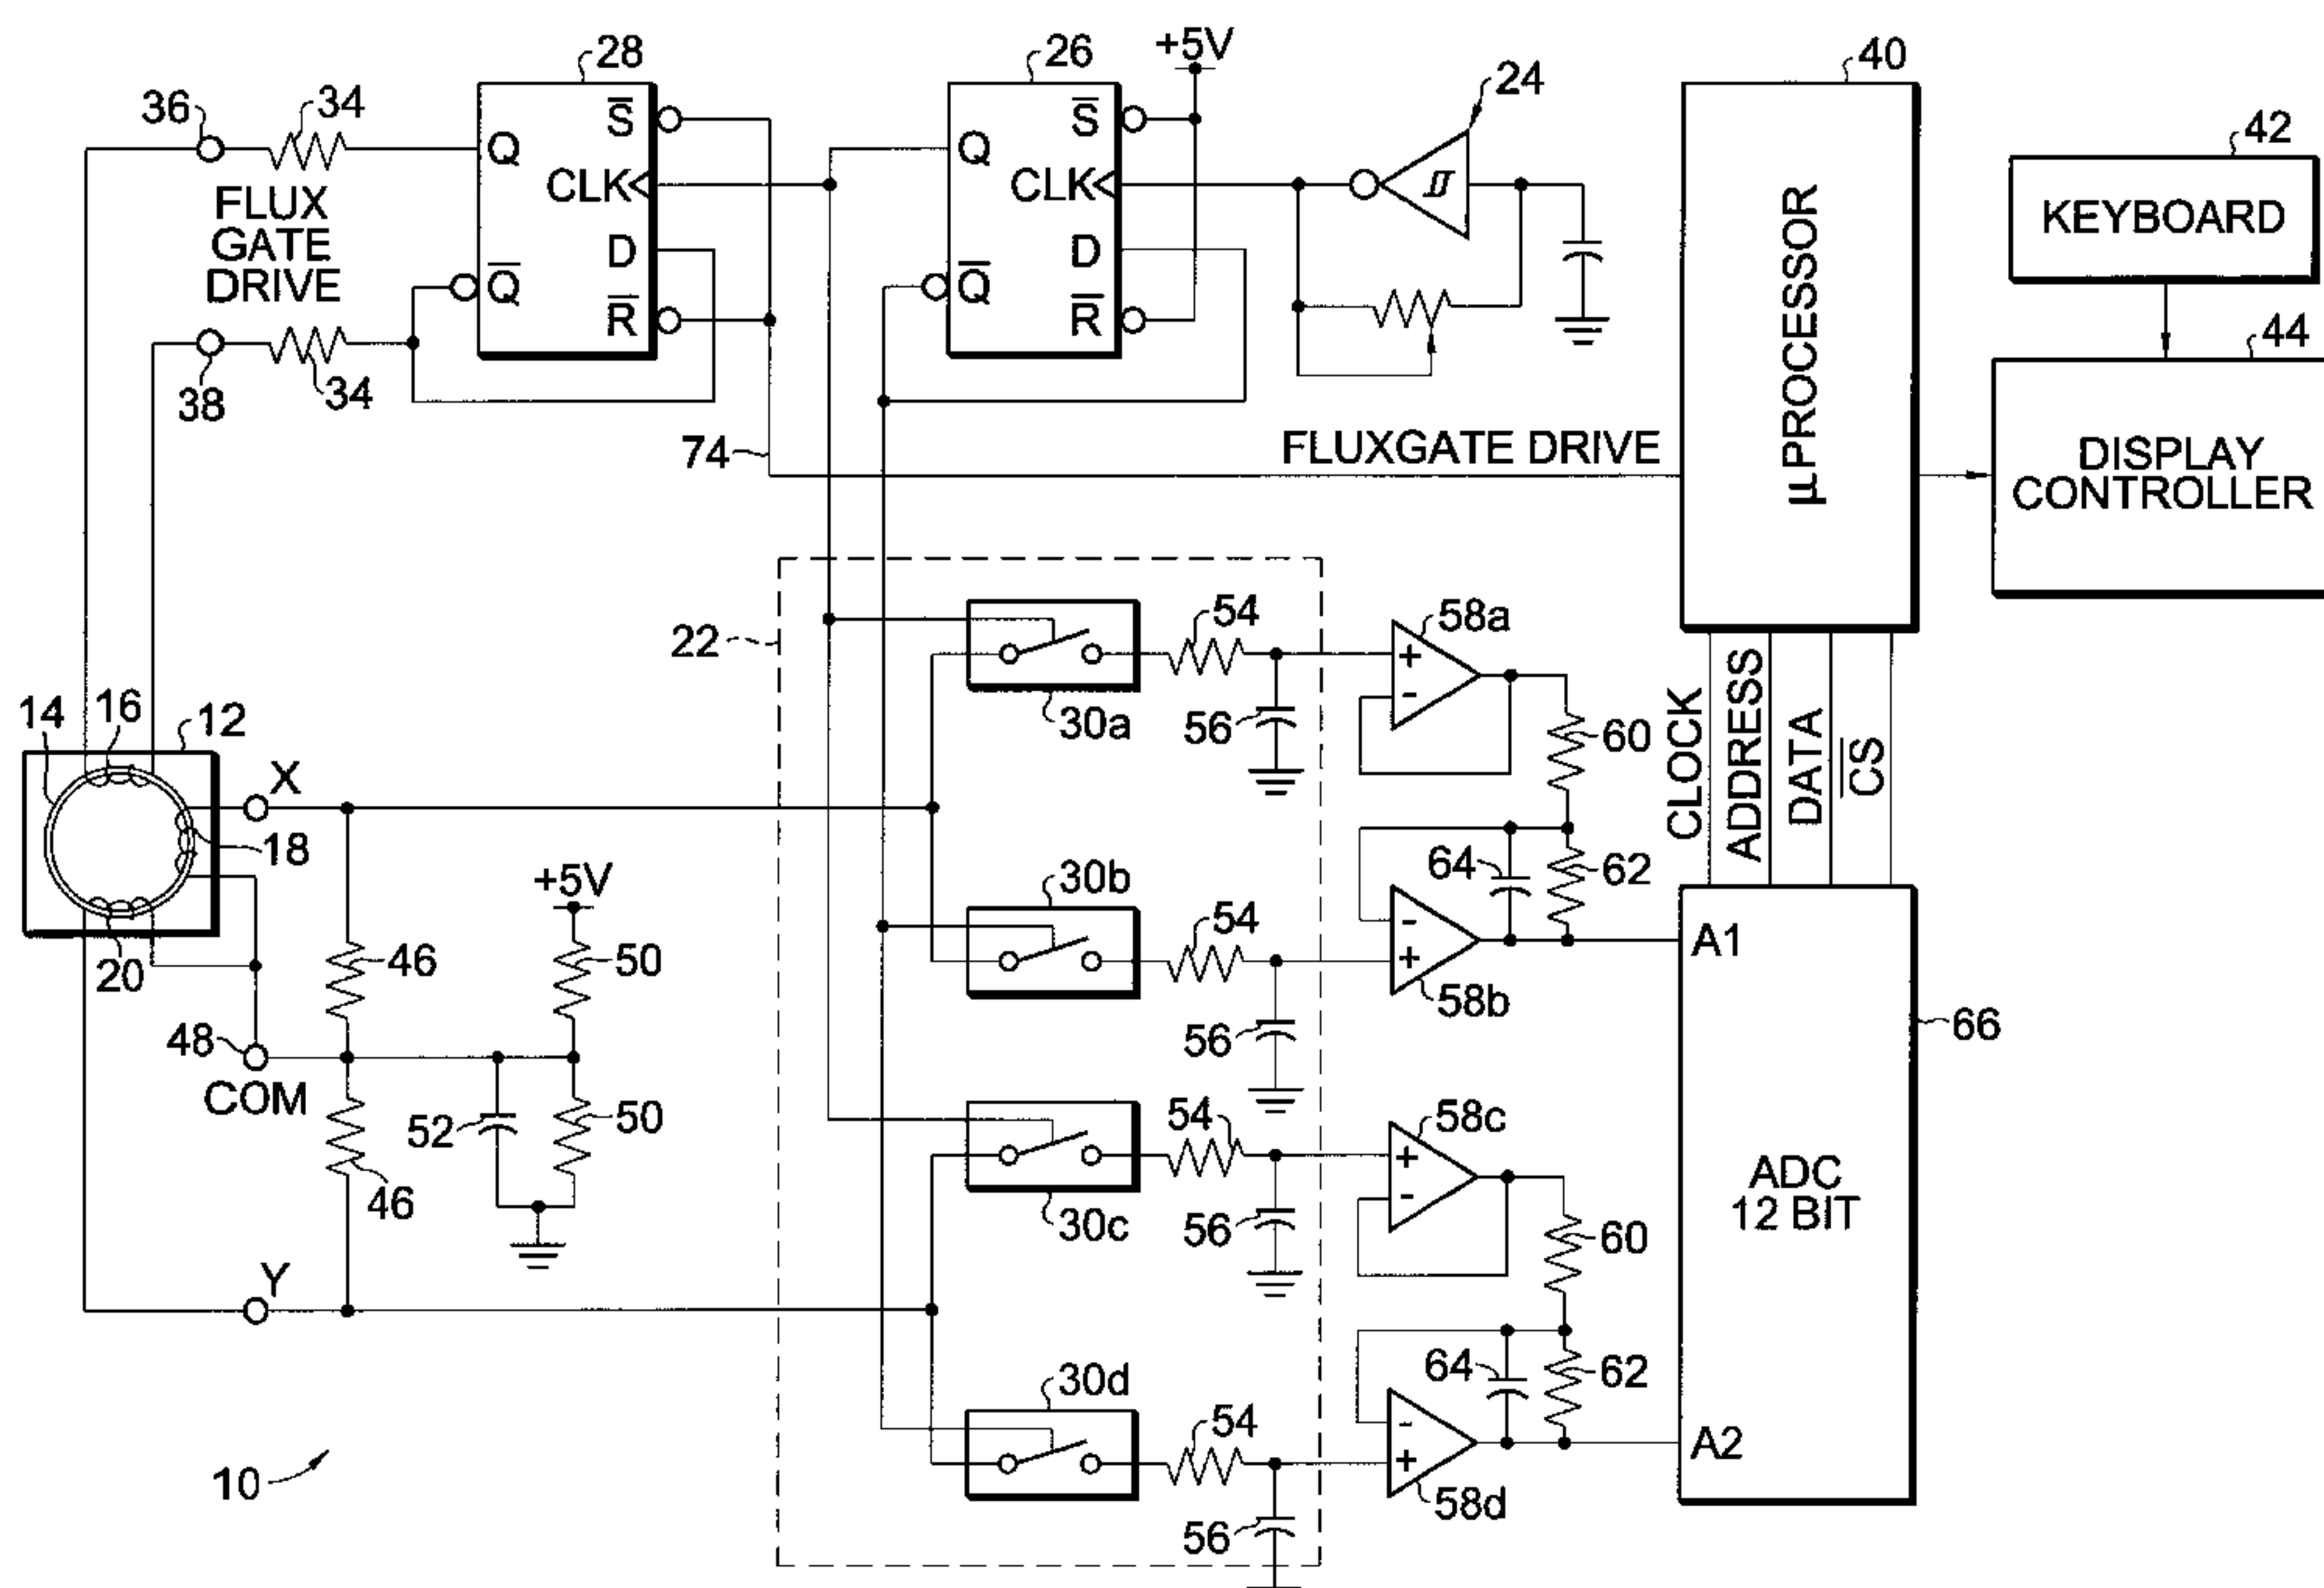 28
26
+5V
24
40
36
34
42
Q
S̅
CLK
D
Q̅
R̅
Q
S̅
CLK
D
Q̅
R̅
FLUX
GATE
DRIVE
38
34
µPROCESSOR
KEYBOARD
44
DISPLAY
CONTROLLER
74
FLUXGATE DRIVE
22
54
58a
30a
56
60
CLOCK
ADDRESS
DATA
C̅S̅
14
16
12
X
18
20
+5V
46
50
30b
54
64
62
58b
A1
56
66
48
COM
52
50
46
54
58c
30c
56
60
ADC
12 BIT
Y
30d
54
64
62
58d
A2
56
10